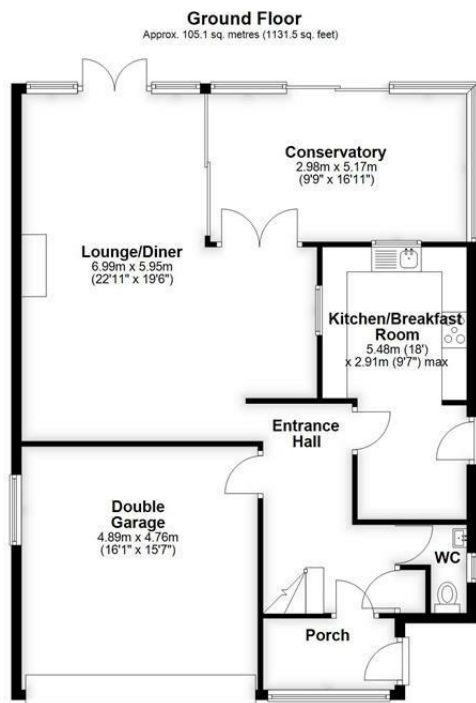 Ground Floor
Approx. 105.1 sq. metres (1131.5 sq. feet)
Conservatory
2.98m x 5.17m
(9'9" x 16'11")
Lounge/Diner
6.99m x 5.95m
(22'11" x 19'6")
Kitchen/Breakfast
Room
5.48m (18')
x 2.91m (9'7") max
Entrance
Hall
Double
Garage
4.89m x 4.76m
(16'1" x 15'7")
WC
Porch